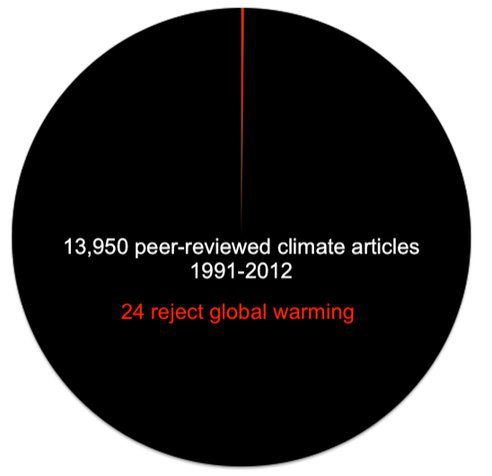 13,950 peer-reviewed climate articles
1991-2012
24 reject global warming